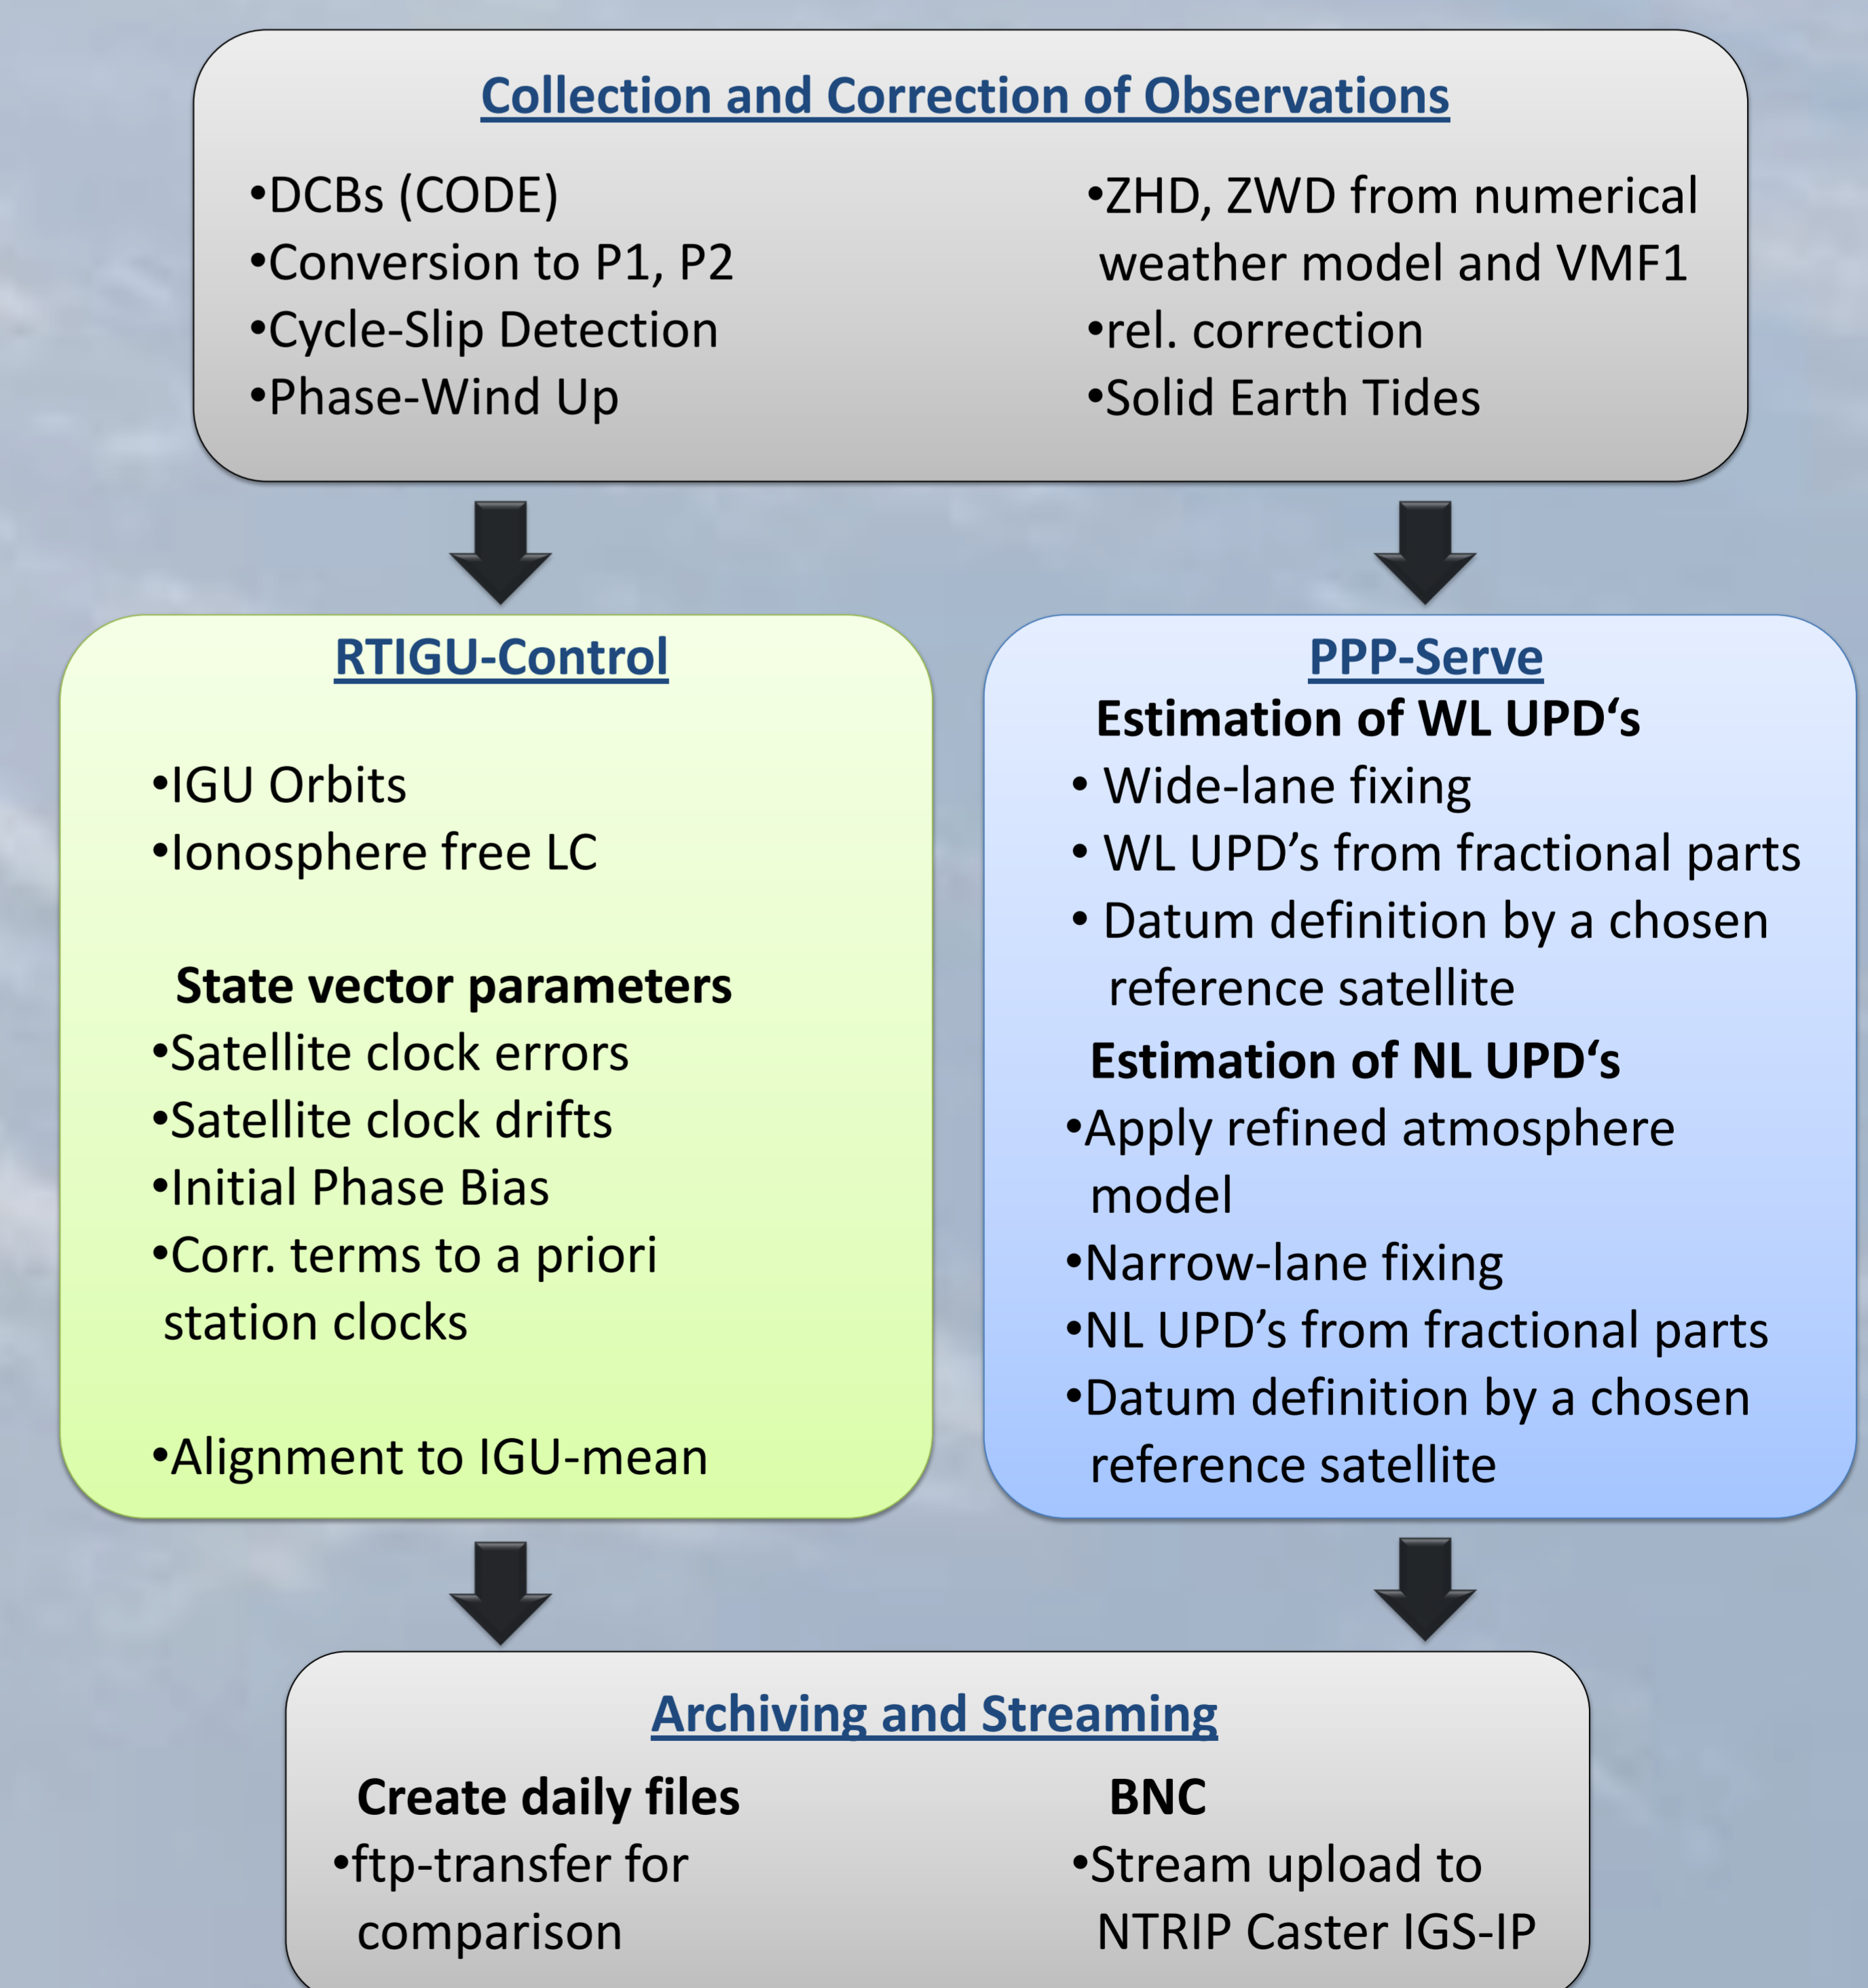 Collection and Correction of Observations
•DCBs (CODE)
•Conversion to P1, P2
•Cycle-Slip Detection
•Phase-Wind Up
•ZHD, ZWD from numerical
weather model and VMF1
•rel. correction
•Solid Earth Tides
RTIGU-Control
•IGU Orbits
•Ionosphere free LC
State vector parameters
•Satellite clock errors
•Satellite clock drifts
•Initial Phase Bias
•Corr. terms to a priori
station clocks
•Alignment to IGU-mean
PPP-Serve
Estimation of WL UPD‘s
• Wide-lane fixing
• WL UPD’s from fractional parts
• Datum definition by a chosen
reference satellite
Estimation of NL UPD‘s
•Apply refined atmosphere
model
•Narrow-lane fixing
•NL UPD’s from fractional parts
•Datum definition by a chosen
reference satellite
Archiving and Streaming
Create daily files
•ftp-transfer for
comparison
BNC
•Stream upload to
NTRIP Caster IGS-IP